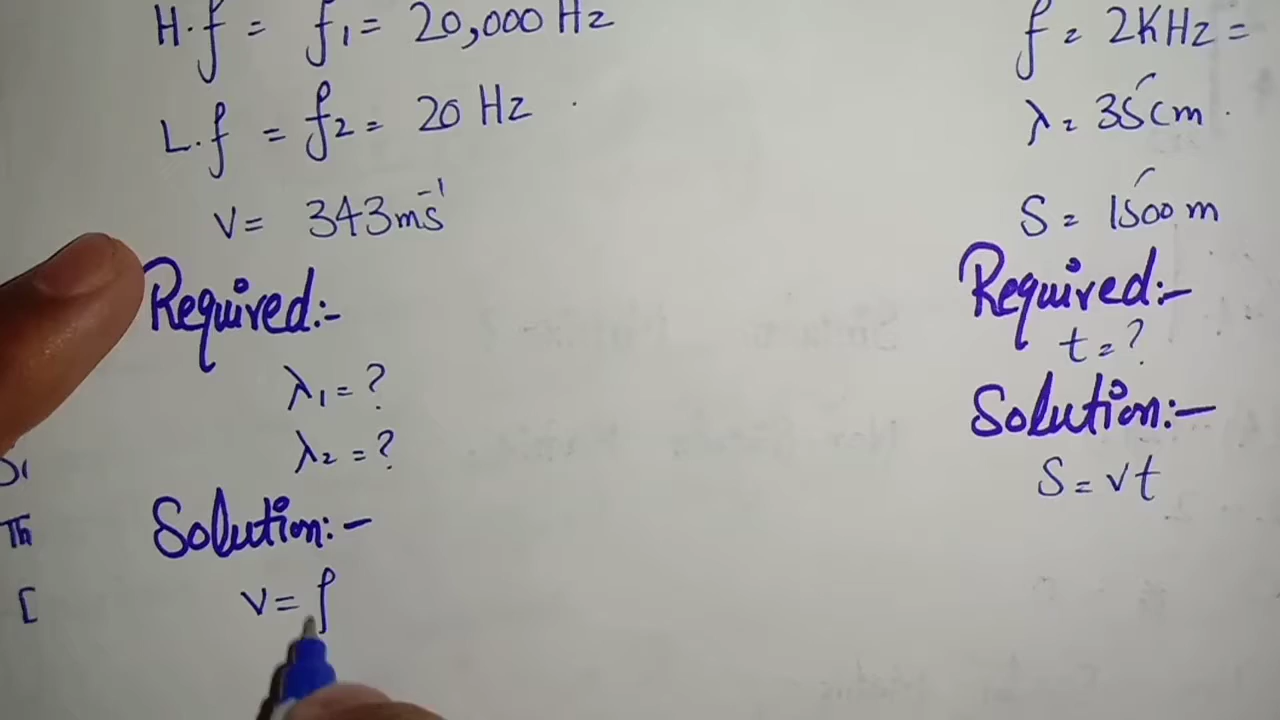 H.f = f1 = 20,000 Hz
L.f = f2 = 20 Hz
v = 343ms⁻¹
Required:-
λ1 = ?
λ2 = ?
Solution:-
v = f
Th
[
f = 2KHz =
λ = 35cm
S = 1500 m
Required:-
t = ?
Solution:-
S = vt